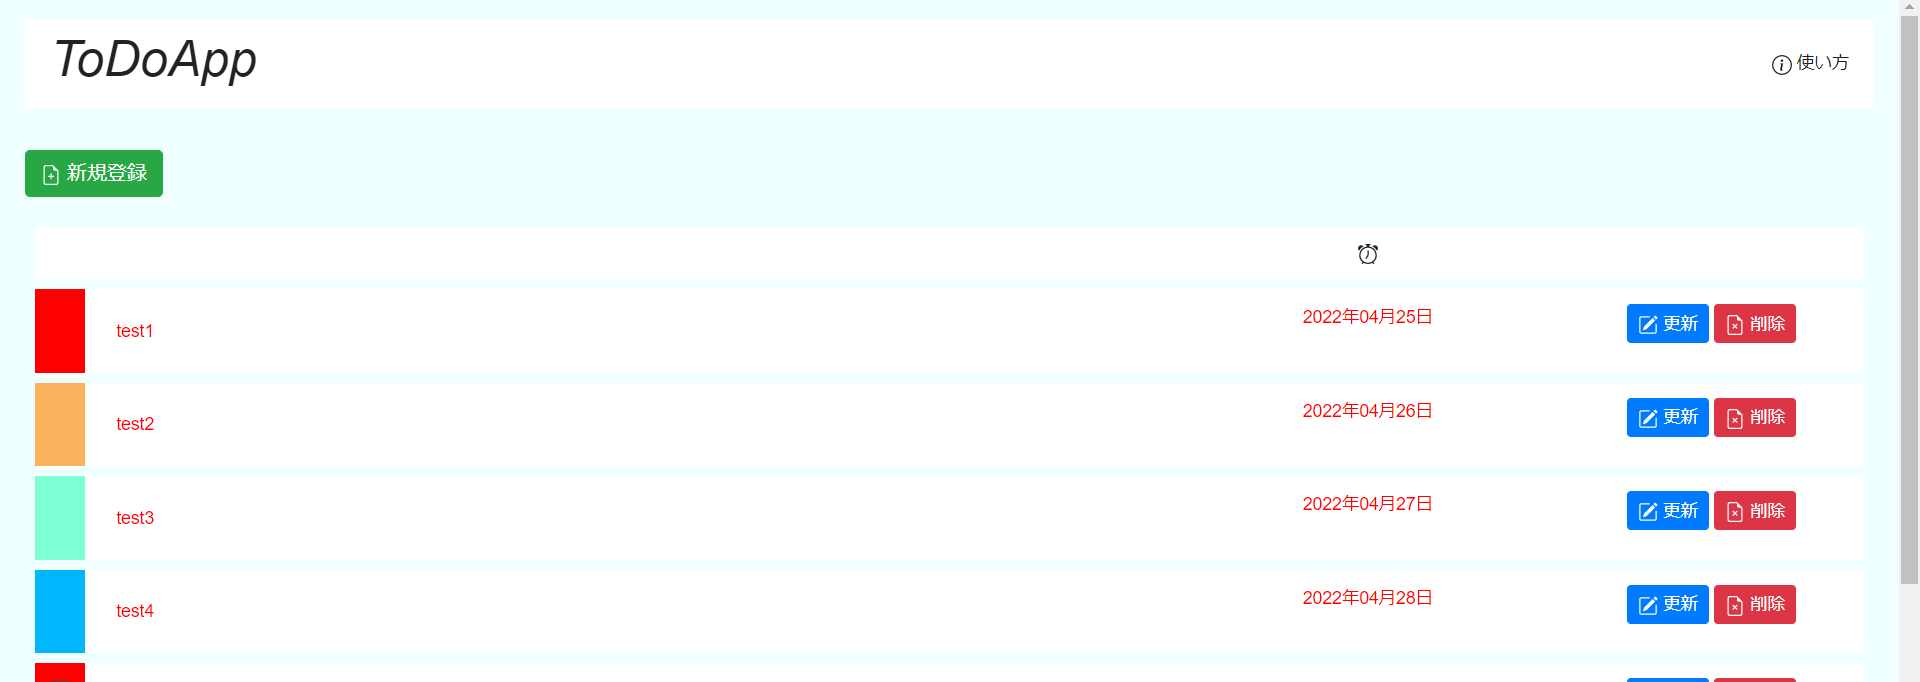 ToDoApp
使い方
新規登録
test1 2022年04月25日 更新 削除
test2 2022年04月26日 更新 削除
test3 2022年04月27日 更新 削除
test4 2022年04月28日 更新 削除